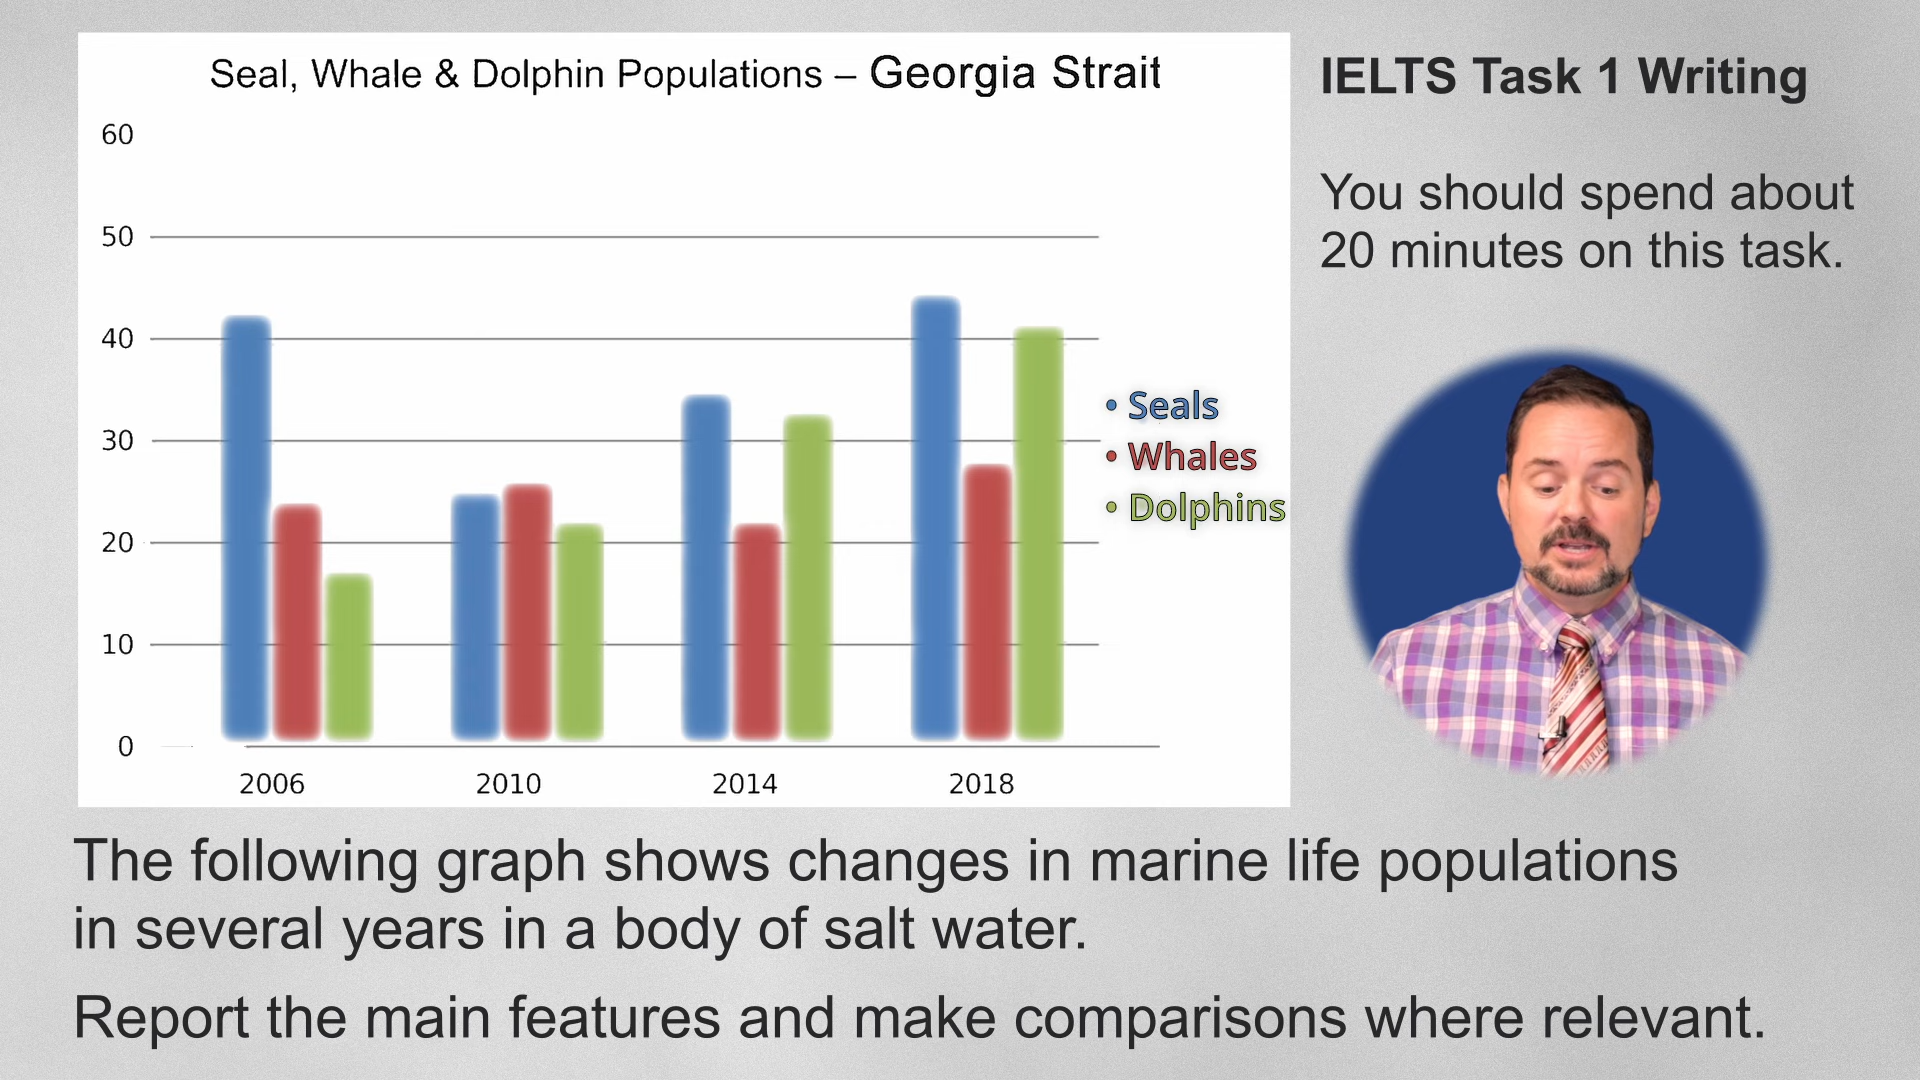 Seal, Whale & Dolphin Populations – Georgia Strait
60
50
40
30
20
10
0
2006 2010 2014 2018
• Seals
• Whales
• Dolphins
IELTS Task 1 Writing
You should spend about
20 minutes on this task.
The following graph shows changes in marine life populations
in several years in a body of salt water.
Report the main features and make comparisons where relevant.